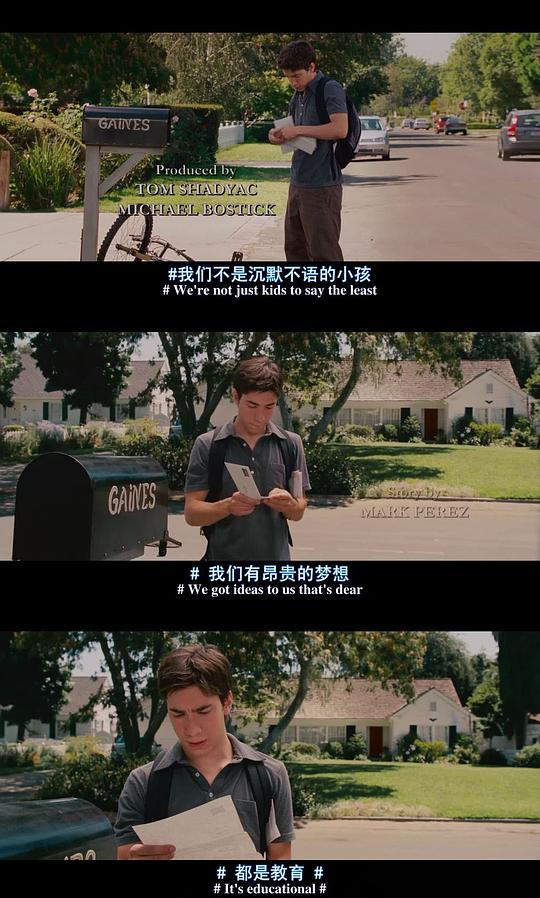 GAINES
Produced by
TOM SHADYAC
MICHAEL BOSTICK
#我们不是沉默不语的小孩
# We're not just kids to say the least
GAINES
Story by
MARK PEREZ
# 我们有昂贵的梦想
# We got ideas to us that's dear
# 都是教育 #
# It's educational #